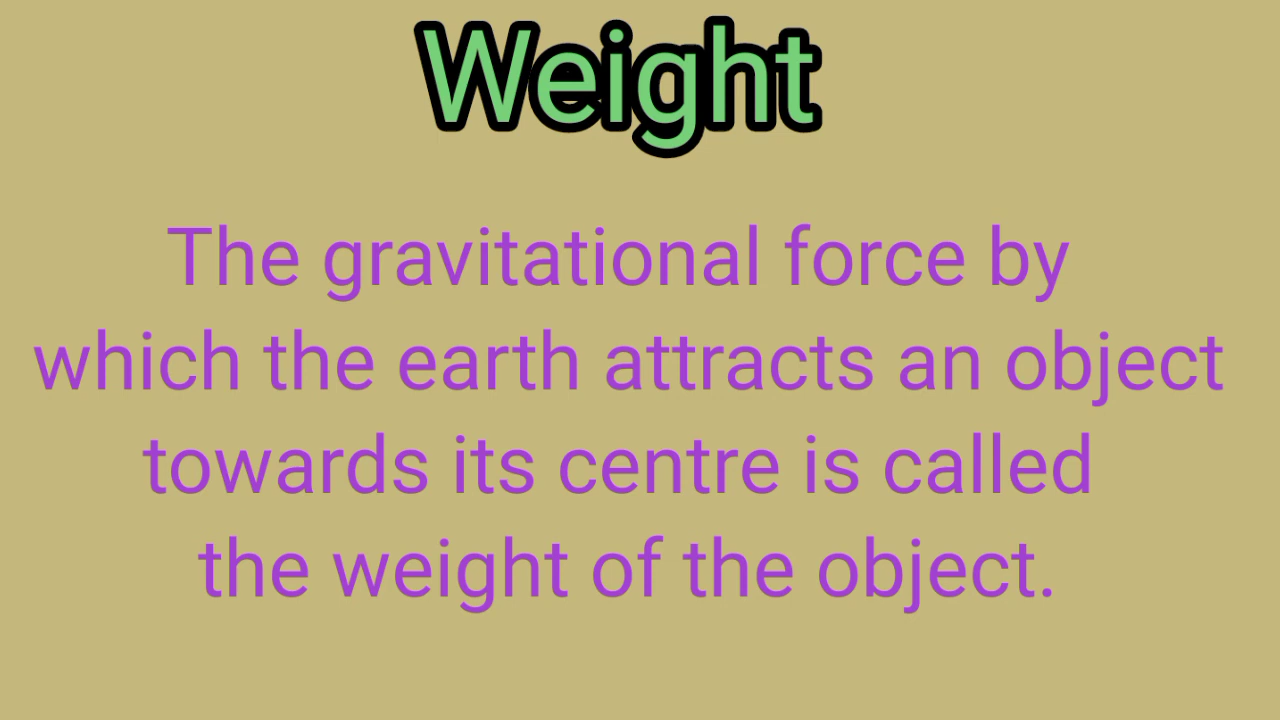 Weight
The gravitational force by
which the earth attracts an object
towards its centre is called
the weight of the object.